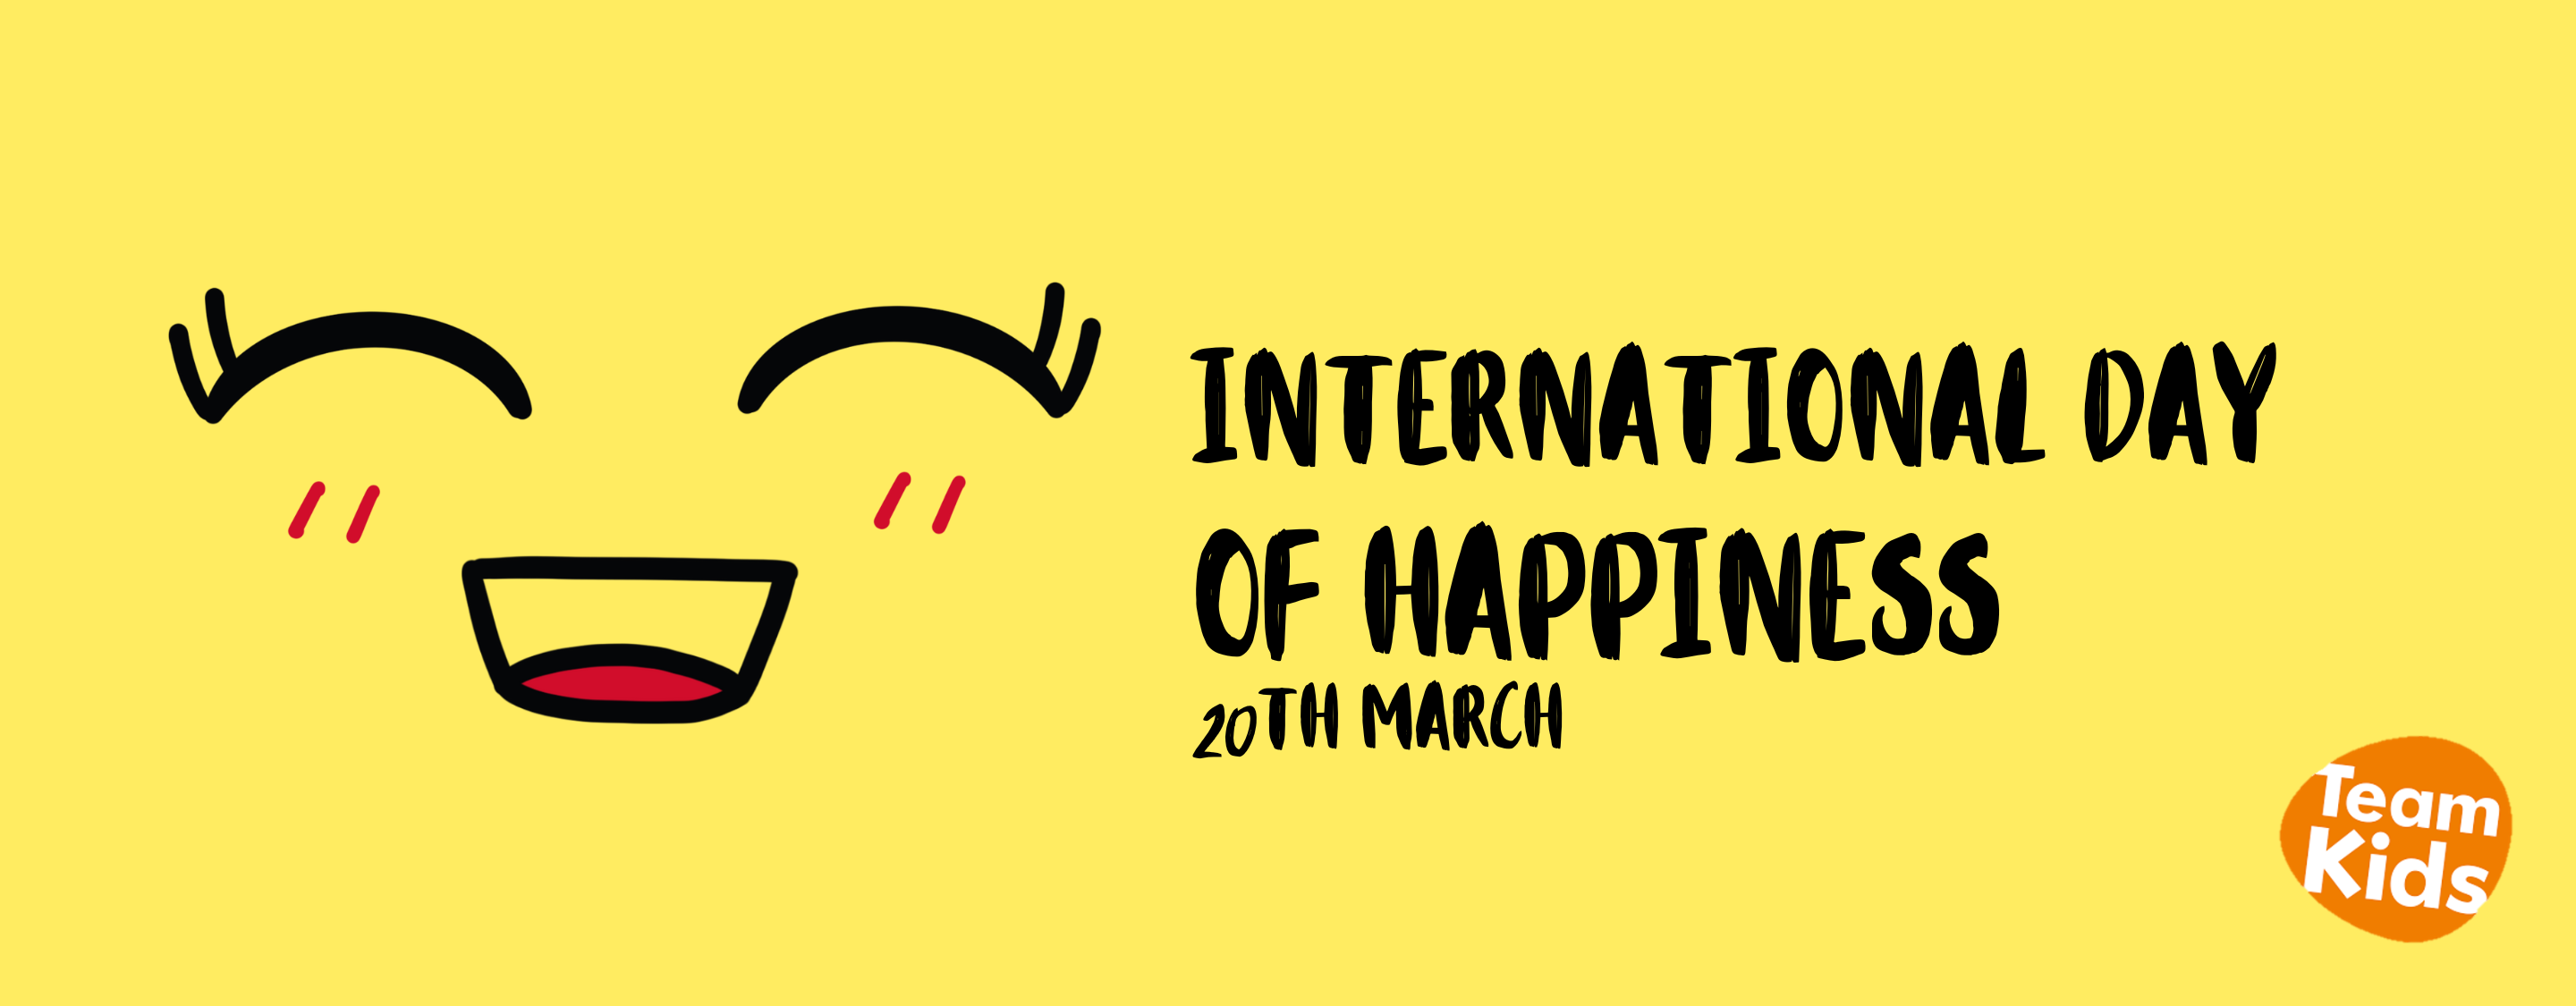 INTERNATIONAL DAY
OF HAPPINESS
20TH MARCH
Team
Kids